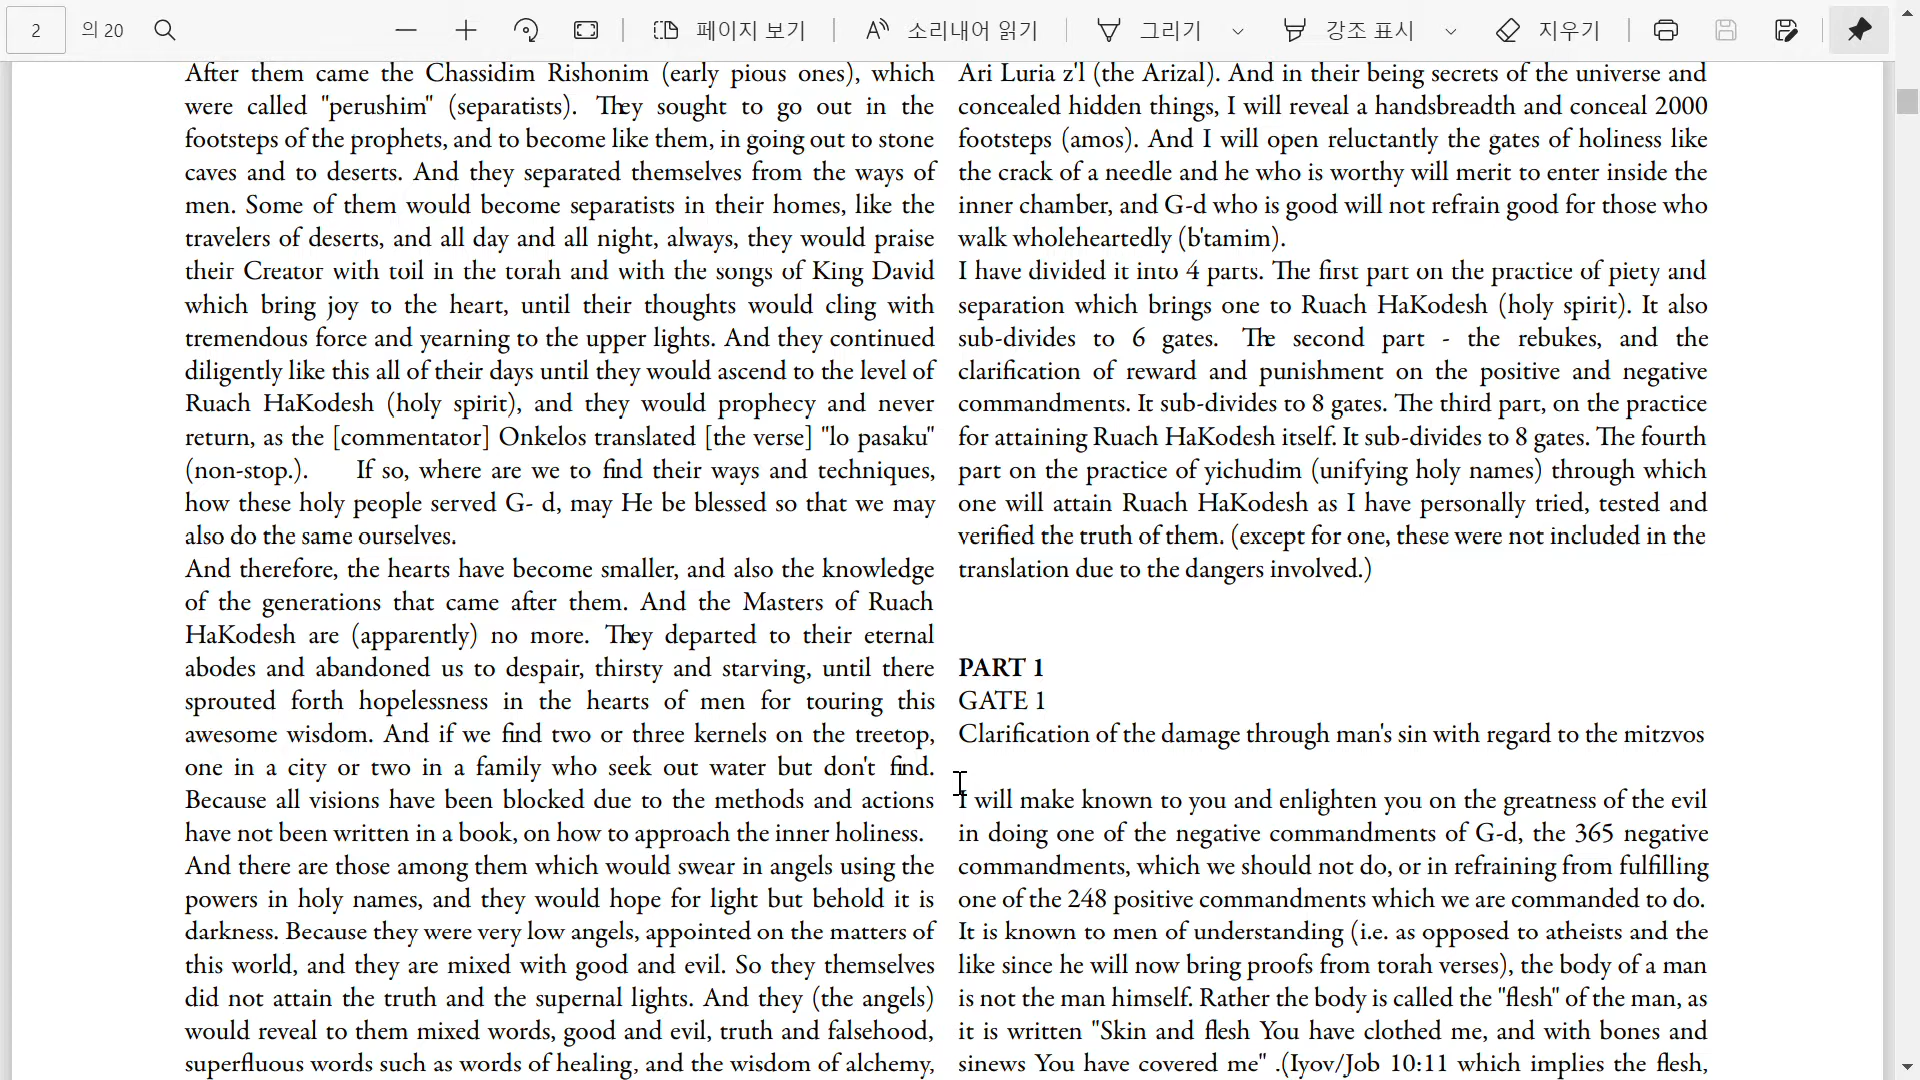 2
의 20
페이지 보기
소리내어 읽기
그리기
강조 표시
지우기
After them came the Chassidim Rishonim (early pious ones), which
were called "perushim" (separatists). They sought to go out in the
footsteps of the prophets, and to become like them, in going out to stone
caves and to deserts. And they separated themselves from the ways of
men. Some of them would become separatists in their homes, like the
travelers of deserts, and all day and all night, always, they would praise
their Creator with toil in the torah and with the songs of King David
which bring joy to the heart, until their thoughts would cling with
tremendous force and yearning to the upper lights. And they continued
diligently like this all of their days until they would ascend to the level of
Ruach HaKodesh (holy spirit), and they would prophecy and never
return, as the [commentator] Onkelos translated [the verse] "lo pasaku"
(non-stop.). If so, where are we to find their ways and techniques,
how these holy people served G- d, may He be blessed so that we may
also do the same ourselves.
And therefore, the hearts have become smaller, and also the knowledge
of the generations that came after them. And the Masters of Ruach
HaKodesh are (apparently) no more. They departed to their eternal
abodes and abandoned us to despair, thirsty and starving, until there
sprouted forth hopelessness in the hearts of men for touring this
awesome wisdom. And if we find two or three kernels on the treetop,
one in a city or two in a family who seek out water but don't find.
Because all visions have been blocked due to the methods and actions
have not been written in a book, on how to approach the inner holiness.
And there are those among them which would swear in angels using the
powers in holy names, and they would hope for light but behold it is
darkness. Because they were very low angels, appointed on the matters of
this world, and they are mixed with good and evil. So they themselves
did not attain the truth and the supernal lights. And they (the angels)
would reveal to them mixed words, good and evil, truth and falsehood,
superfluous words such as words of healing, and the wisdom of alchemy,
Ari Luria z'l (the Arizal). And in their being secrets of the universe and
concealed hidden things, I will reveal a handsbreadth and conceal 2000
footsteps (amos). And I will open reluctantly the gates of holiness like
the crack of a needle and he who is worthy will merit to enter inside the
inner chamber, and G-d who is good will not refrain good for those who
walk wholeheartedly (b'tamim).
I have divided it into 4 parts. The first part on the practice of piety and
separation which brings one to Ruach HaKodesh (holy spirit). It also
sub-divides to 6 gates. The second part - the rebukes, and the
clarification of reward and punishment on the positive and negative
commandments. It sub-divides to 8 gates. The third part, on the practice
for attaining Ruach HaKodesh itself. It sub-divides to 8 gates. The fourth
part on the practice of yichudim (unifying holy names) through which
one will attain Ruach HaKodesh as I have personally tried, tested and
verified the truth of them. (except for one, these were not included in the
translation due to the dangers involved.)
PART 1
GATE 1
Clarification of the damage through man's sin with regard to the mitzvos
I will make known to you and enlighten you on the greatness of the evil
in doing one of the negative commandments of G-d, the 365 negative
commandments, which we should not do, or in refraining from fulfilling
one of the 248 positive commandments which we are commanded to do.
It is known to men of understanding (i.e. as opposed to atheists and the
like since he will now bring proofs from torah verses), the body of a man
is not the man himself. Rather the body is called the "flesh" of the man, as
it is written "Skin and flesh You have clothed me, and with bones and
sinews You have covered me" .(Iyov/Job 10:11 which implies the flesh,